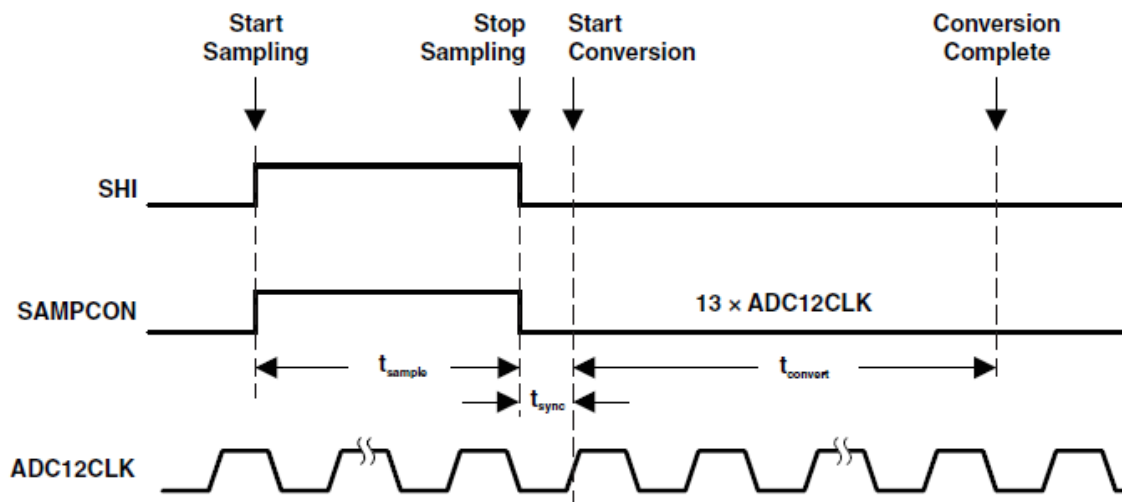 Start Sampling
Stop Sampling
Start Conversion
Conversion Complete
SHI
SAMPCON
13 × ADC12CLK
tsample
tconvert
tsync
ADC12CLK